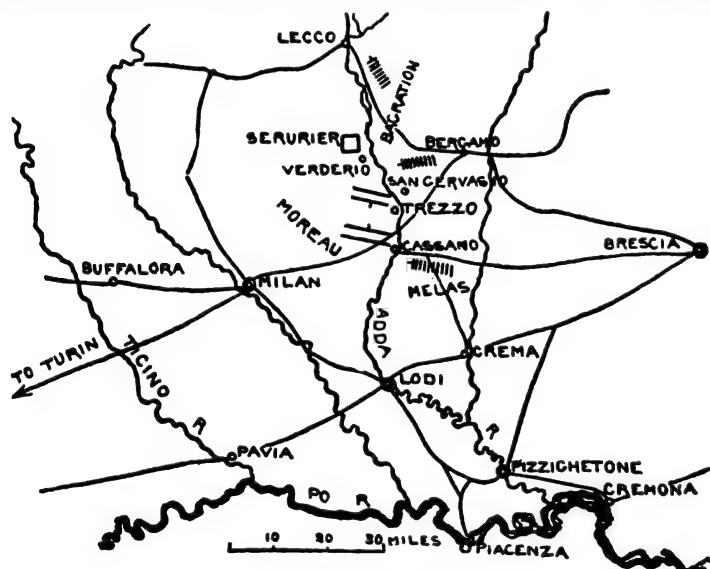 LECCO
BAGRATION
SERURIER
BERGAMO
VERDERIO
SAN GERVASIO
TREZZO
MOREAU
CASSANO
BRESCIA
BUFFALORA
MILAN
MELAS
ADDA
TO TURIN
TICINO
R
CREMA
LODI
R
PAVIA
PIZZIGHETONE
CREMONA
PO R
10 20 30 MILES
PIACENZA